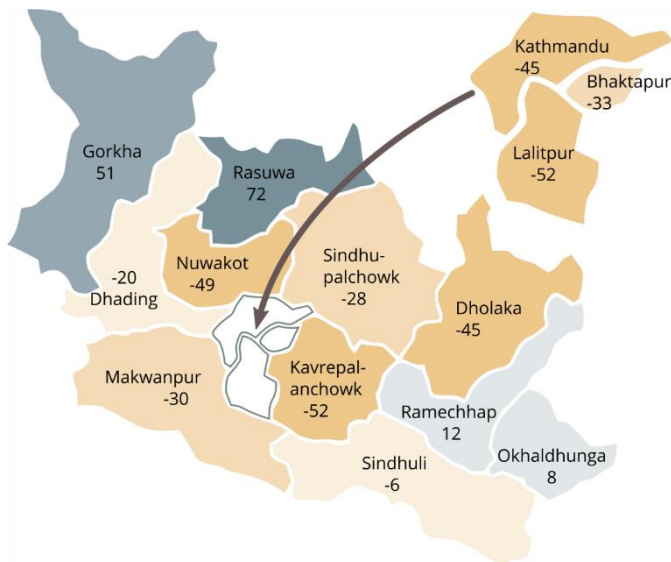 Kathmandu
-45
Bhaktapur
-33
Lalitpur
-52
Gorkha
51
Rasuwa
72
-20
Dhading
Nuwakot
-49
Sindhu-
palchowk
-28
Dholaka
-45
Makwanpur
-30
Kavrepal-
anchowk
-52
Ramechhap
12
Okhaldhunga
8
Sindhuli
-6